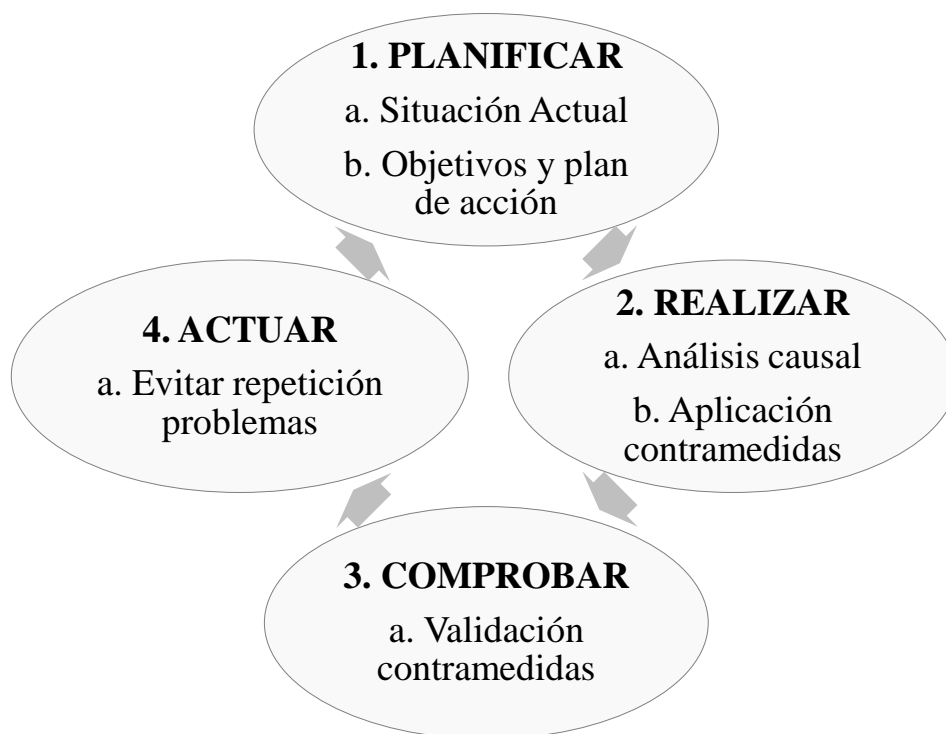 1. PLANIFICAR
a. Situación Actual
b. Objetivos y plan
de acción
2. REALIZAR
a. Análisis causal
b. Aplicación
contramedidas
3. COMPROBAR
a. Validación
contramedidas
4. ACTUAR
a. Evitar repetición
problemas